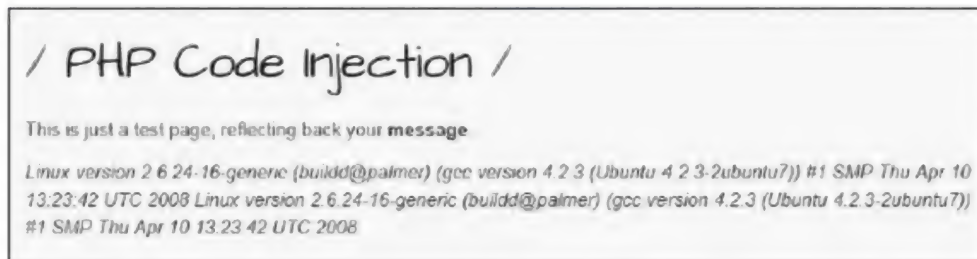 / PHP Code Injection /
This is just a test page, reflecting back your message
Linux version 2 6 24-16-generic (buildd@palmer) (gcc version 4.2 3 (Ubuntu 4 2 3-2ubuntu7)) #1 SMP Thu Apr 10
13:23:42 UTC 2008 Linux version 2.6.24-16-generic (buildd@palmer) (gcc version 4.2.3 (Ubuntu 4.2.3-2ubuntu7))
#1 SMP Thu Apr 10 13.23 42 UTC 2008